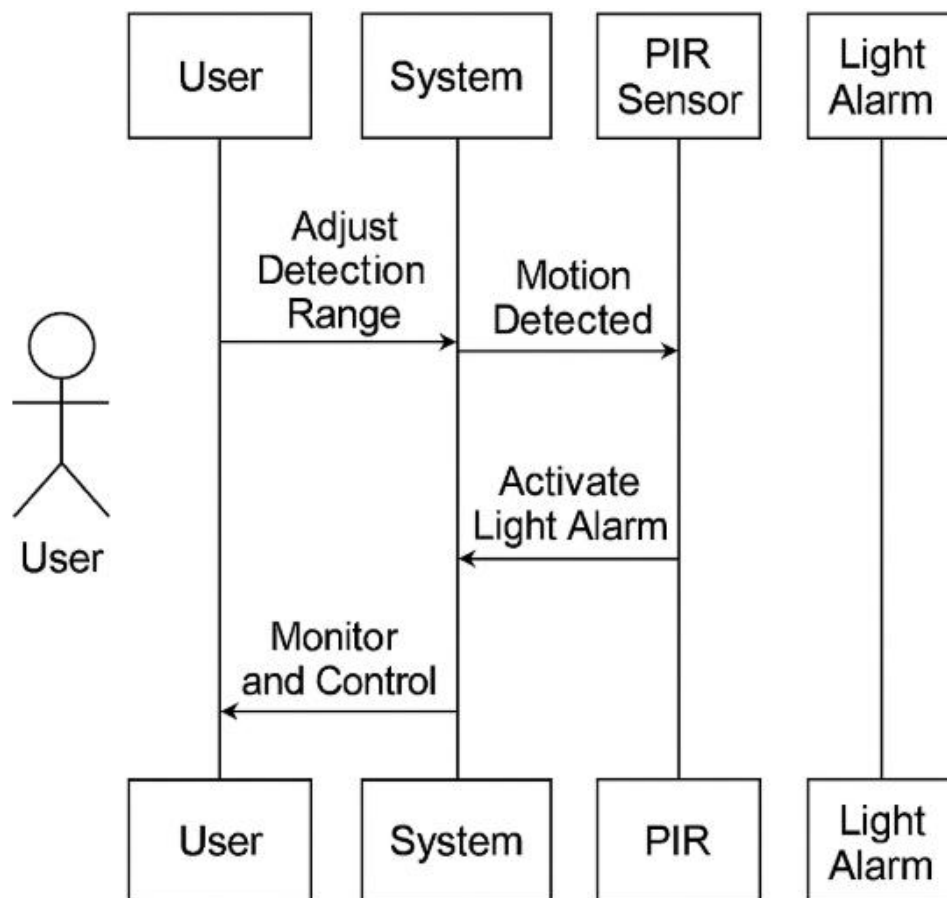 User
System
PIR
Sensor
Light
Alarm
Adjust
Detection
Range
Motion
Detected
User
Activate
Light Alarm
Monitor
and Control
User
System
PIR
Light
Alarm